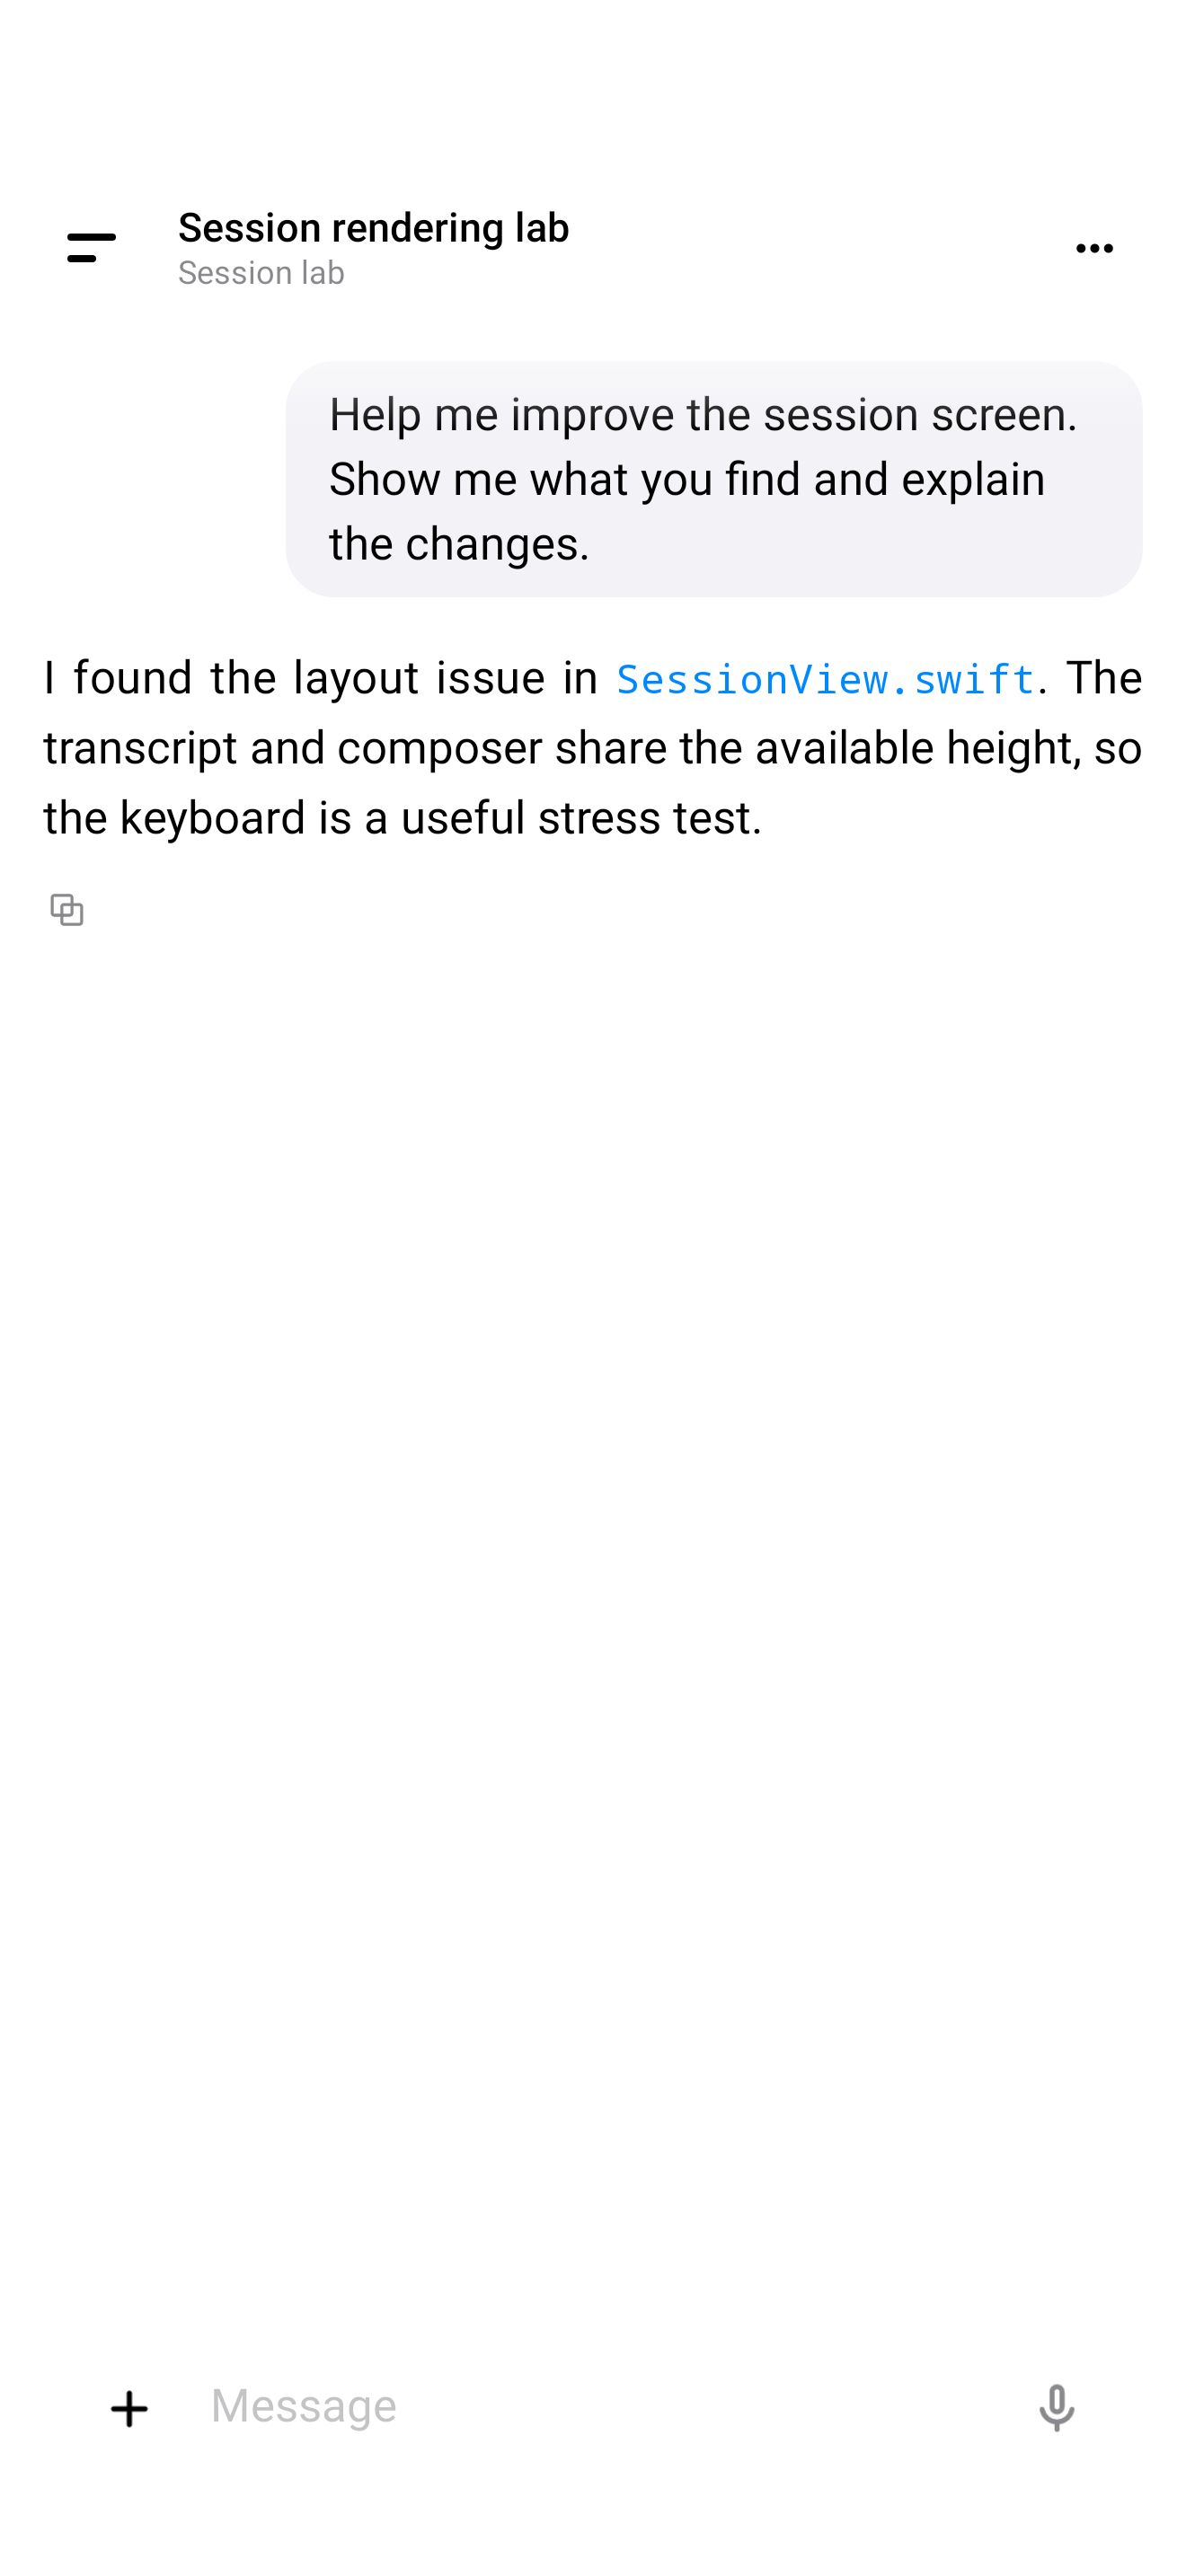 Session rendering lab
Session lab
Help me improve the session screen.
Show me what you find and explain
the changes.
I found the layout issue in SessionView.swift. The
transcript and composer share the available height, so
the keyboard is a useful stress test.
Message